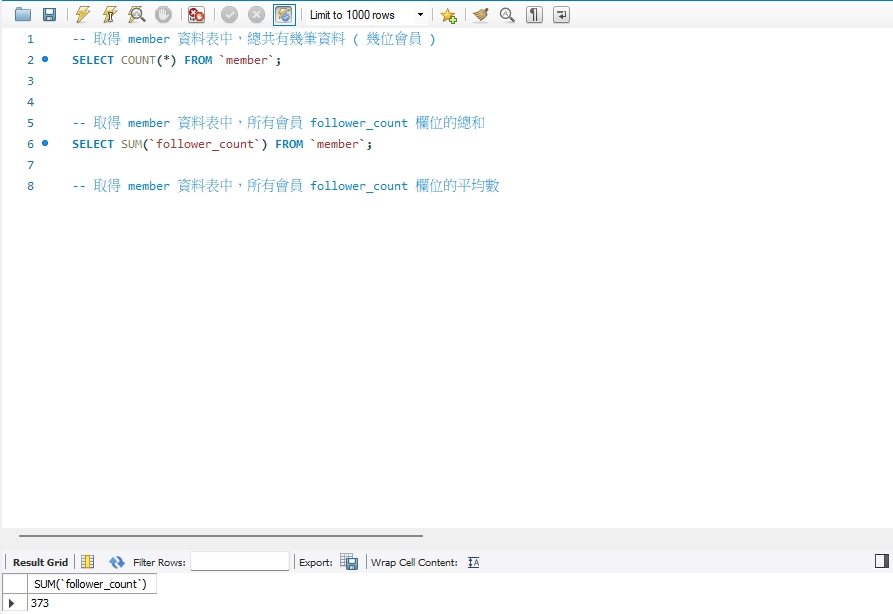 Limit to 1000 rows
1 -- 取得 member 資料表中，總共有幾筆資料 ( 幾位會員 )
2 SELECT COUNT(*) FROM `member`;
3
4
5 -- 取得 member 資料表中，所有會員 follower_count 欄位的總和
6 SELECT SUM(`follower_count`) FROM `member`;
7
8 -- 取得 member 資料表中，所有會員 follower_count 欄位的平均數
Result Grid Filter Rows: Export: Wrap Cell Content: IA
SUM(`follower_count`)
373